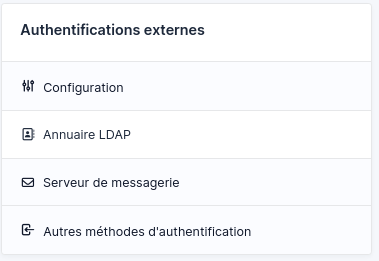 Authentifications externes
Configuration
Annuaire LDAP
Serveur de messagerie
Autres méthodes d'authentification